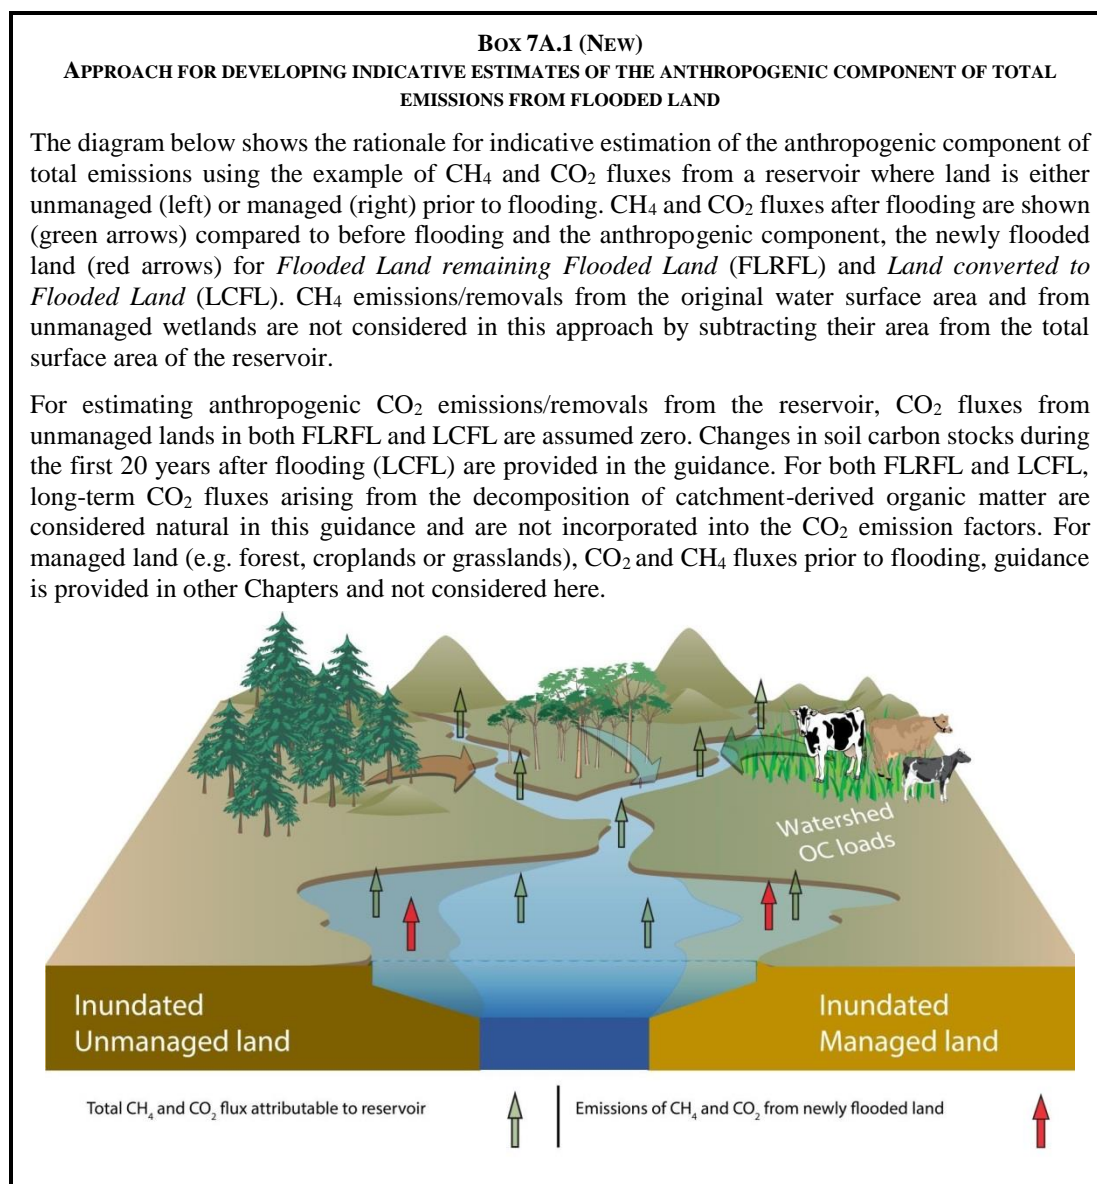 BOX 7A.1 (NEW)
APPROACH FOR DEVELOPING INDICATIVE ESTIMATES OF THE ANTHROPOGENIC COMPONENT OF TOTAL
EMISSIONS FROM FLOODED LAND
The diagram below shows the rationale for indicative estimation of the anthropogenic component of
total emissions using the example of CH₄ and CO₂ fluxes from a reservoir where land is either
unmanaged (left) or managed (right) prior to flooding. CH₄ and CO₂ fluxes after flooding are shown
(green arrows) compared to before flooding and the anthropogenic component, the newly flooded
land (red arrows) for Flooded Land remaining Flooded Land (FLRFL) and Land converted to
Flooded Land (LCFL). CH₄ emissions/removals from the original water surface area and from
unmanaged wetlands are not considered in this approach by subtracting their area from the total
surface area of the reservoir.
For estimating anthropogenic CO₂ emissions/removals from the reservoir, CO₂ fluxes from
unmanaged lands in both FLRFL and LCFL are assumed zero. Changes in soil carbon stocks during
the first 20 years after flooding (LCFL) are provided in the guidance. For both FLRFL and LCFL,
long-term CO₂ fluxes arising from the decomposition of catchment-derived organic matter are
considered natural in this guidance and are not incorporated into the CO₂ emission factors. For
managed land (e.g. forest, croplands or grasslands), CO₂ and CH₄ fluxes prior to flooding, guidance
is provided in other Chapters and not considered here.
Watershed
OC loads
Inundated
Unmanaged land
Inundated
Managed land
Total CH₄ and CO₂ flux attributable to reservoir
Emissions of CH₄ and CO₂ from newly flooded land